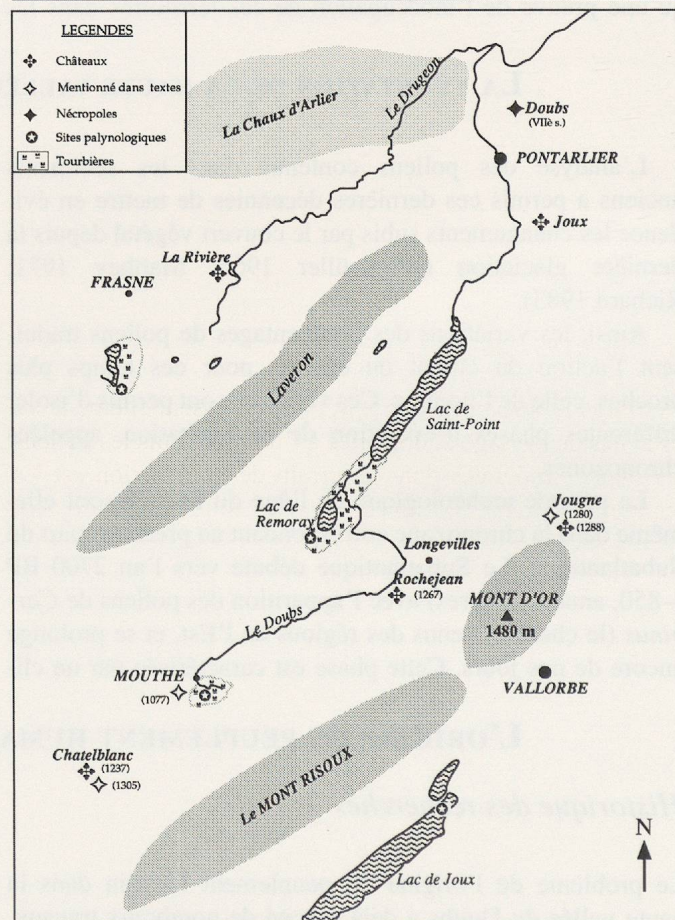 LEGENDES
Châteaux
Mentionné dans textes
Nécropoles
Sites palynologiques
Tourbières
La Chaux d'Arlier
Le Drugeon
Doubs
(VIIè s.)
PONTARLIER
Joux
La Rivière
FRASNE
Laveron
Lac de
Saint-Point
Lac de
Remoray
Jougne
(1280)
(1288)
Longevilles
Rochejean
(1267)
MONT D'OR
1480 m
Le Doubs
MOUTHE
(1077)
VALLORBE
Chatelblanc
(1237)
(1305)
Le MONT RISOUX
Lac de Joux
N